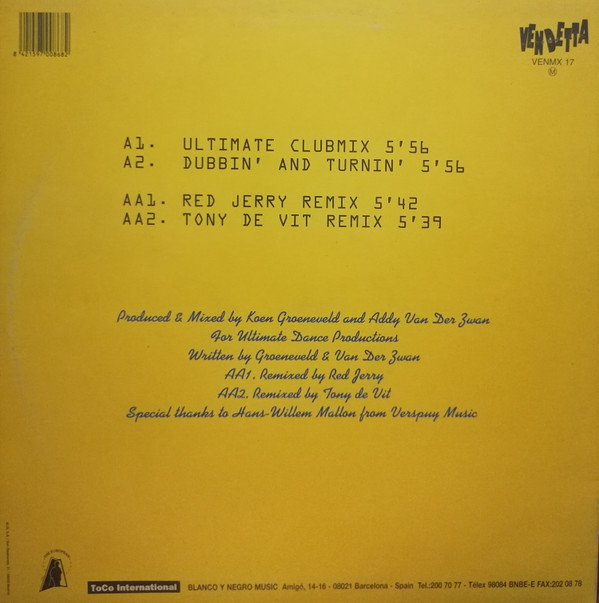 VENDETTA
VENMX 17
M
A1. ULTIMATE CLUBMIX 5'56
A2. DUBBIN' AND TURNIN' 5'56
AA1. RED JERRY REMIX 5'42
AA2. TONY DE VIT REMIX 5'39
Produced & Mixed by Koen Groeneveld and Addy Van Der Zwan
For Ultimate Dance Productions
Written by Groeneveld & Van Der Zwan
AA1. Remixed by Red Jerry
AA2. Remixed by Tony de Vit
Special thanks to Hans-Willem Mallon from Verspuy Music
ToCo International BLANCO Y NEGRO MUSIC Amigó, 14-16 - 08021 Barcelona - Spain Tel.:200 70 77 - Télex 98084 BNBE-E FAX:202 08 78